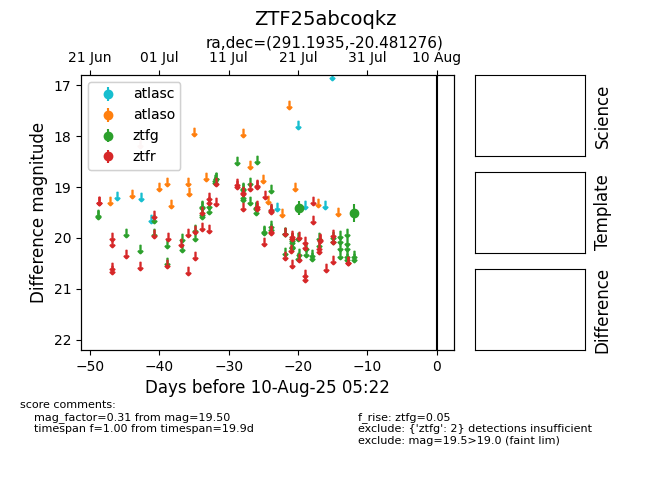 ZTF25abcoqkz
ra,dec=(291.1935,-20.481276)
21 Jun 01 Jul 11 Jul 21 Jul 31 Jul 10 Aug
17
18
19
20
21
22
Difference magnitude
atlasc
atlaso
ztfg
ztfr
−50 −40 −30 −20 −10 0
Days before 10-Aug-25 05:22
Science
Template
Difference
score comments:
mag_factor=0.31 from mag=19.50
timespan f=1.00 from timespan=19.9d
f_rise: ztfg=0.05
exclude: {'ztfg': 2} detections insufficient
exclude: mag=19.5>19.0 (faint lim)